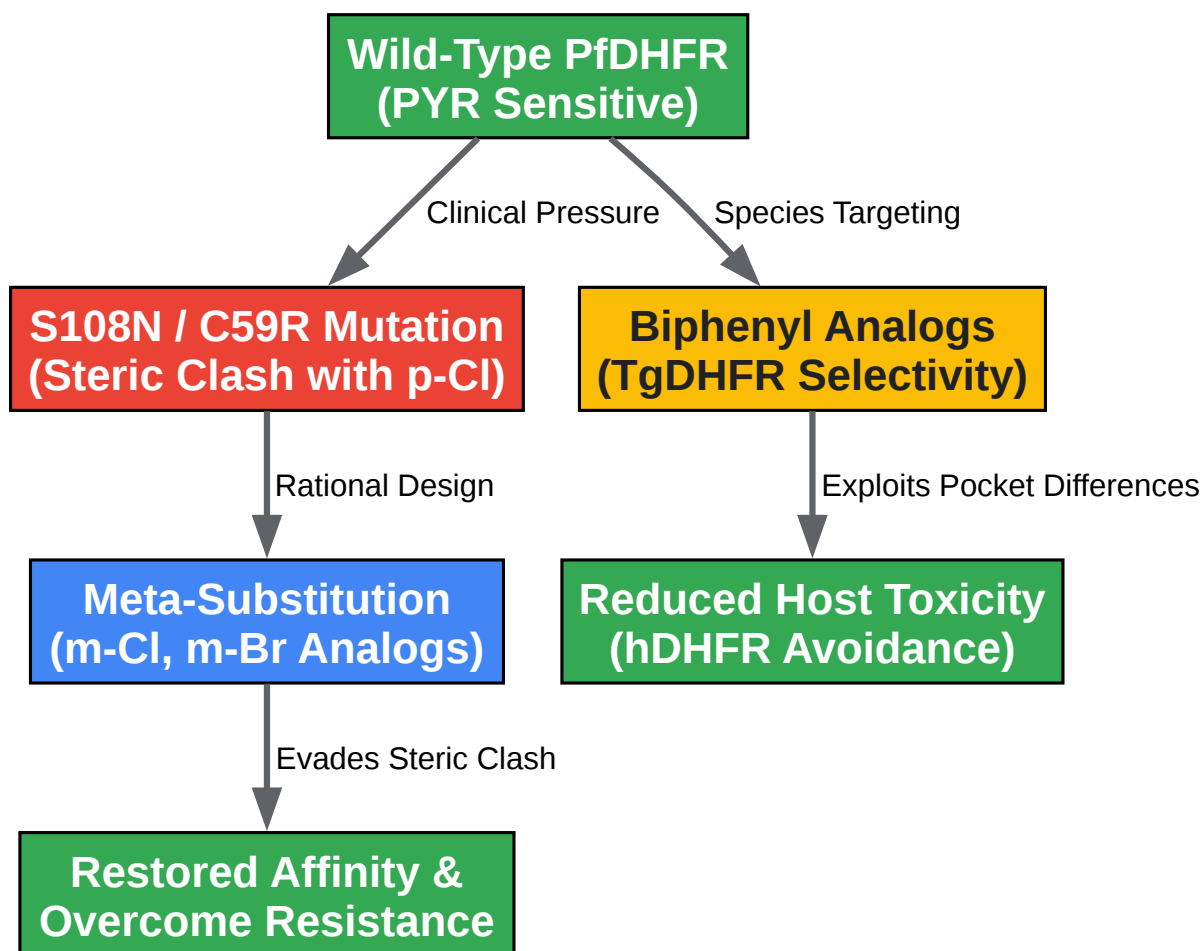 Wild-Type PfDHFR
(PYR Sensitive)
Clinical Pressure
Species Targeting
S108N / C59R Mutation
(Steric Clash with p-Cl)
Biphenyl Analogs
(TgDHFR Selectivity)
Rational Design
Exploits Pocket Differences
Meta-Substitution
(m-Cl, m-Br Analogs)
Reduced Host Toxicity
(hDHFR Avoidance)
Evades Steric Clash
Restored Affinity &
Overcome Resistance